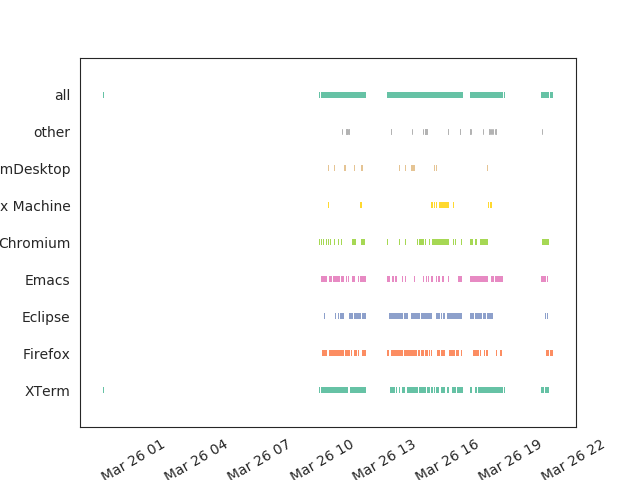 all
other
mDesktop
x Machine
Chromium
Emacs
Eclipse
Firefox
XTerm
Mar 26 01
Mar 26 04
Mar 26 07
Mar 26 10
Mar 26 13
Mar 26 16
Mar 26 19
Mar 26 22